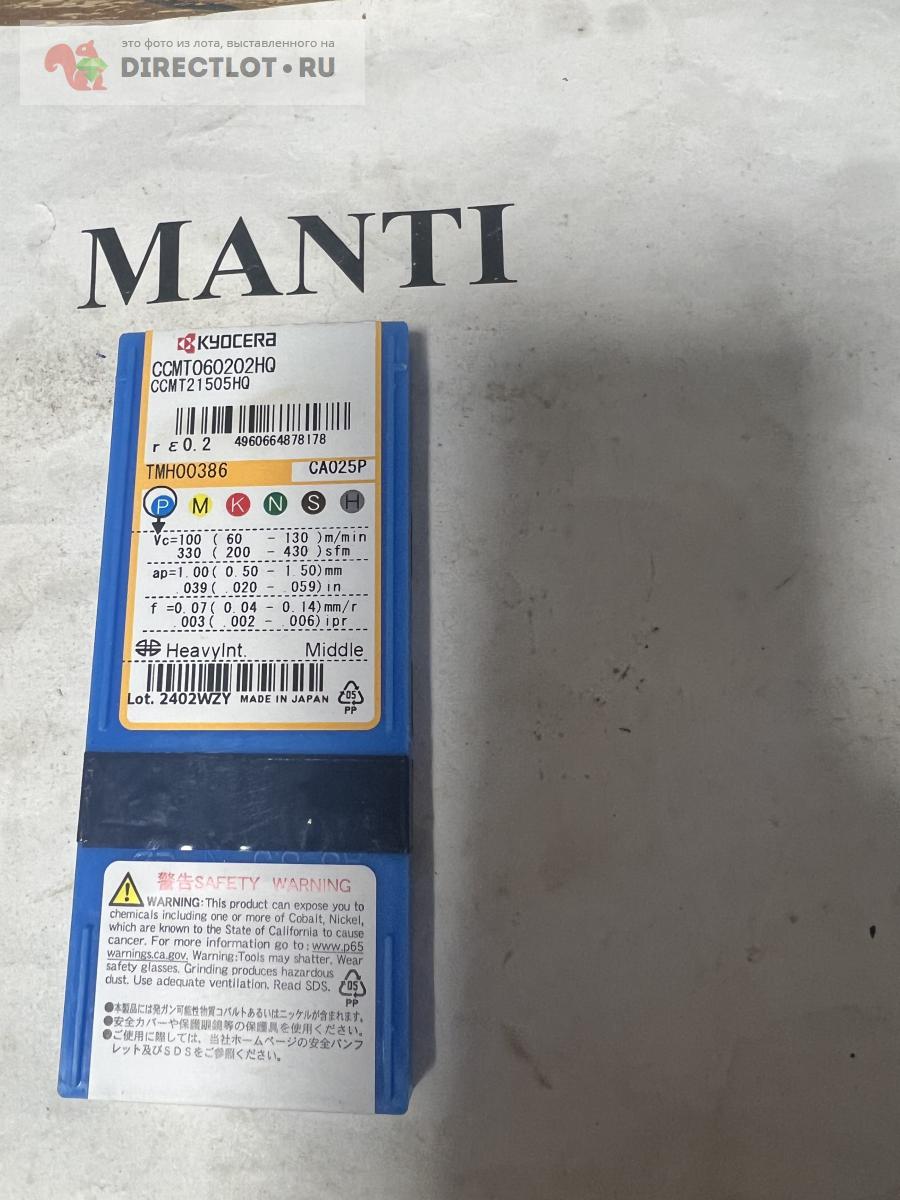 это фото из лота, выставленного на
DIRECTLOT•RU
MANTI
KYOCERA
CCMT060202HQ
CCMT21505HQ
rε0.2 4960664878178
TMH00386 CA025P
P M K N S H
Vc=100 ( 60 - 130 )m/min
330 ( 200 - 430 )sfm
ap=1.00( 0.50 - 1.50)mm
.039( .020 - .059)in
f =0.07( 0.04 - 0.14)mm/r
.003( .002 - .006)ipr
HeavyInt. Middle
Lot. 2402WZY MADE IN JAPAN 05
PP
警告SAFETY WARNING
WARNING:This product can expose you to
chemicals including one or more of Cobalt, Nickel,
which are known to the State of California to cause
cancer. For more information go to: www.p65
warnings.ca.gov. Warning:Tools may shatter. Wear
safety glasses. Grinding produces hazardous
dust. Use adequate ventilation. Read SDS. 05
PP
●本製品には発ガン可能性物質コバルトあるいはニッケルが含まれます。
●安全カバーや保護眼鏡等の保護具を使用ください。
●ご使用に際しては、当社ホームページの安全パンフ
レット及びSDSをご参照ください。